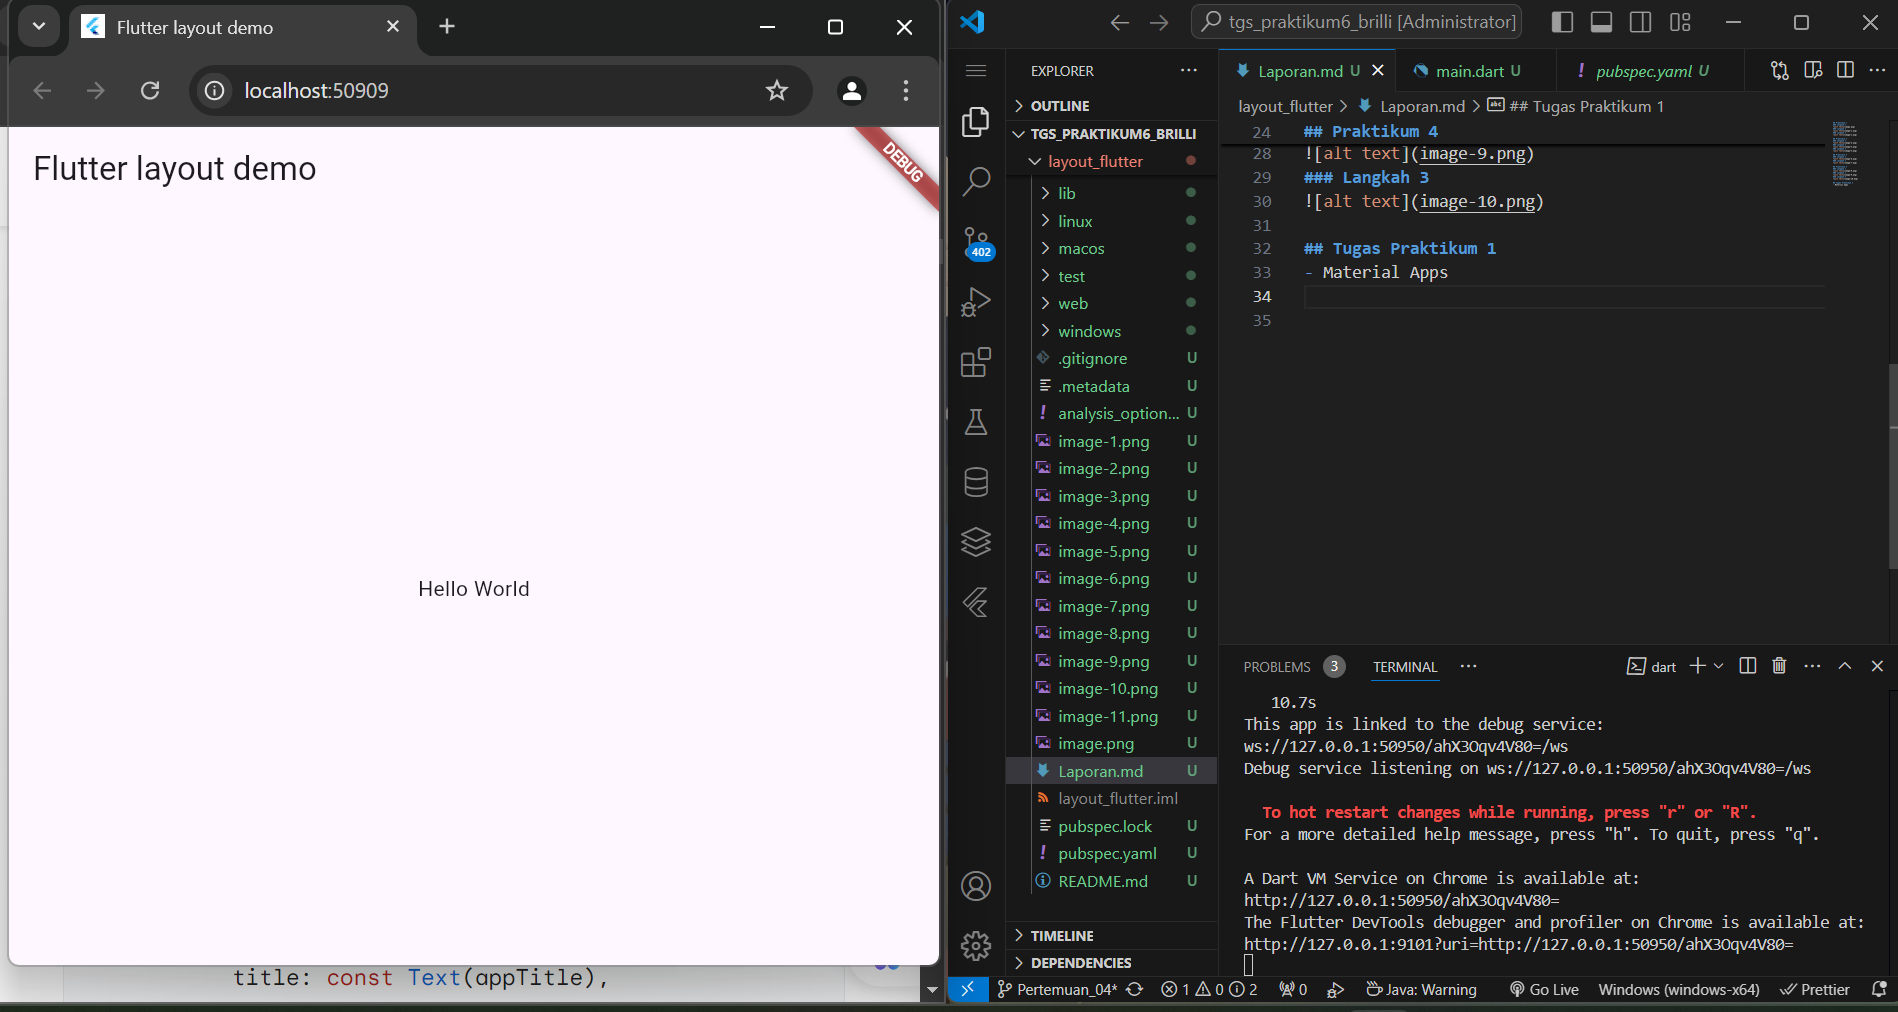 Flutter layout demo
localhost:50909
Flutter layout demo
DEBUG
Hello World
title: const Text(appTitle),
tgs_praktikum6_brilli [Administrator]
EXPLORER
OUTLINE
TGS_PRAKTIKUM6_BRILLI
layout_flutter
lib
linux
macos
test
web
windows
.gitignore U
.metadata U
analysis_option... U
image-1.png U
image-2.png U
image-3.png U
image-4.png U
image-5.png U
image-6.png U
image-7.png U
image-8.png U
image-9.png U
image-10.png U
image-11.png U
image.png U
Laporan.md U
layout_flutter.iml
pubspec.lock U
pubspec.yaml U
README.md U
TIMELINE
DEPENDENCIES
402
Laporan.md U
main.dart U
pubspec.yaml U
layout_flutter > Laporan.md > ## Tugas Praktikum 1
24 ## Praktikum 4
28 ![alt text](image-9.png)
29 ### Langkah 3
30 ![alt text](image-10.png)
31
32 ## Tugas Praktikum 1
33 - Material Apps
34
35
PROBLEMS 3 TERMINAL
dart
10.7s
This app is linked to the debug service:
ws://127.0.0.1:50950/ahX3Oqv4V80=/ws
Debug service listening on ws://127.0.0.1:50950/ahX3Oqv4V80=/ws
To hot restart changes while running, press "r" or "R".
For a more detailed help message, press "h". To quit, press "q".
A Dart VM Service on Chrome is available at:
http://127.0.0.1:50950/ahX3Oqv4V80=
The Flutter DevTools debugger and profiler on Chrome is available at:
http://127.0.0.1:9101?uri=http://127.0.0.1:50950/ahX3Oqv4V80=
Pertemuan_04* 1 0 2 0 Java: Warning Go Live Windows (windows-x64) Prettier